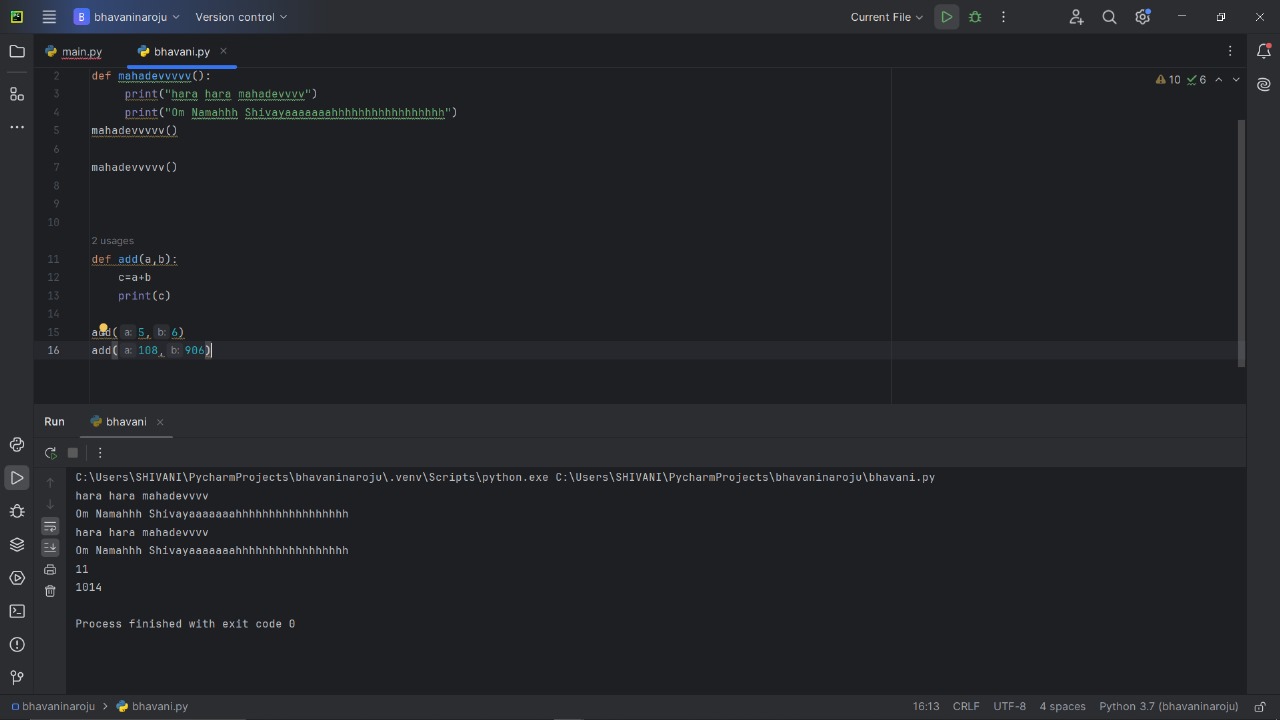 B bhavaninaroju Version control Current File
main.py bhavani.py
2 def mahadevvvvv():
10 6
3 print("hara hara mahadevvvv")
4 print("Om Namahhh Shivayaaaaaaahhhhhhhhhhhhhhhhh")
5 mahadevvvvv()
6
7 mahadevvvvv()
8
9
10
2 usages
11 def add(a,b):
12 c=a+b
13 print(c)
14
15 add( a: 5, b: 6)
16 add( a: 108, b: 906)
Run bhavani
C:\Users\SHIVANI\PycharmProjects\bhavaninaroju\.venv\Scripts\python.exe C:\Users\SHIVANI\PycharmProjects\bhavaninaroju\bhavani.py
hara hara mahadevvvv
Om Namahhh Shivayaaaaaaahhhhhhhhhhhhhhhhh
hara hara mahadevvvv
Om Namahhh Shivayaaaaaaahhhhhhhhhhhhhhhhh
11
1014
Process finished with exit code 0
bhavaninaroju > bhavani.py 16:13 CRLF UTF-8 4 spaces Python 3.7 (bhavaninaroju)